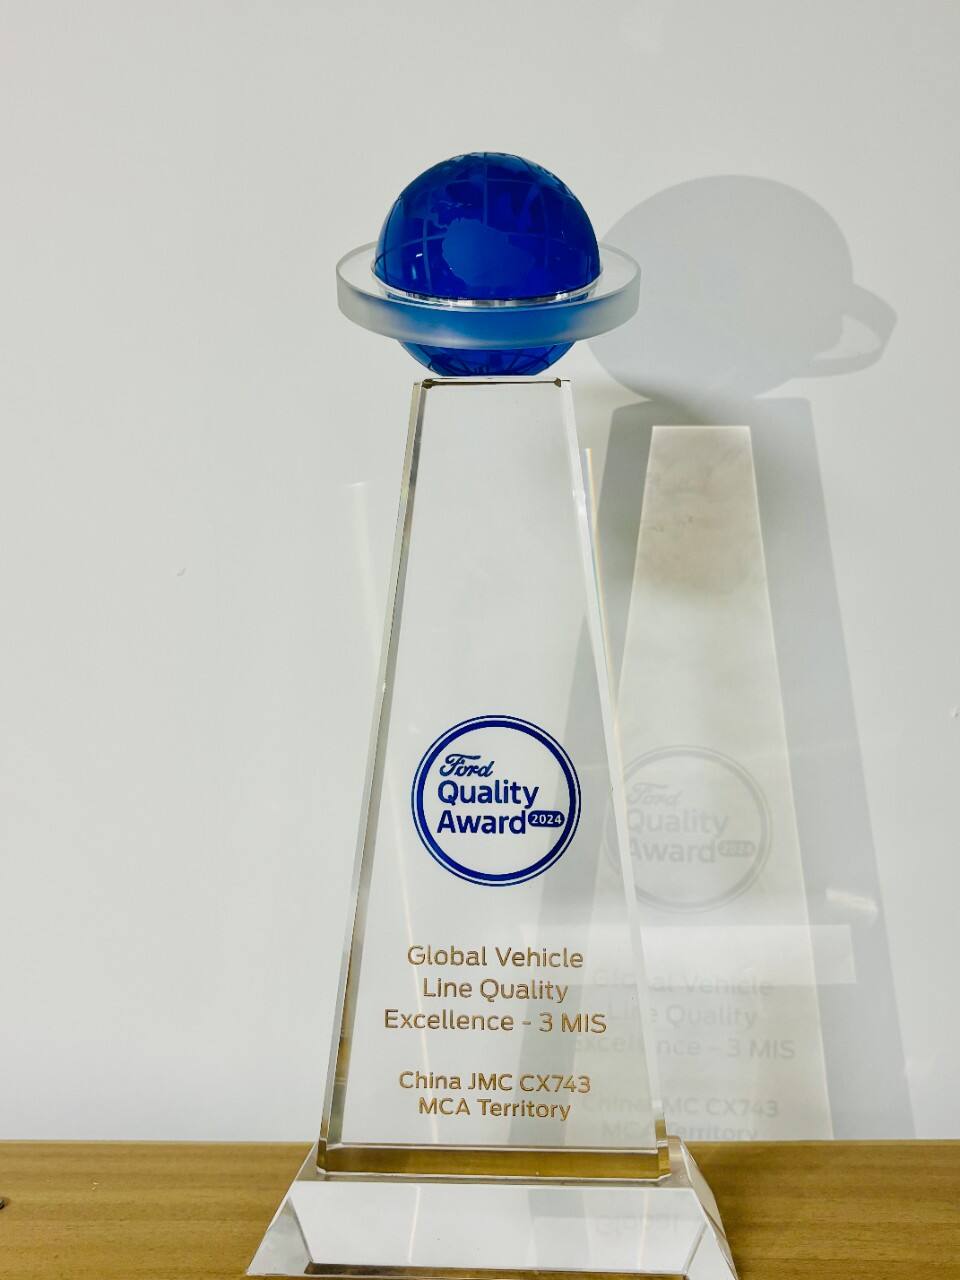 Ford
Quality
Award 2024
Global Vehicle
Line Quality
Excellence - 3 MIS
China JMC CX743
MCA Territory